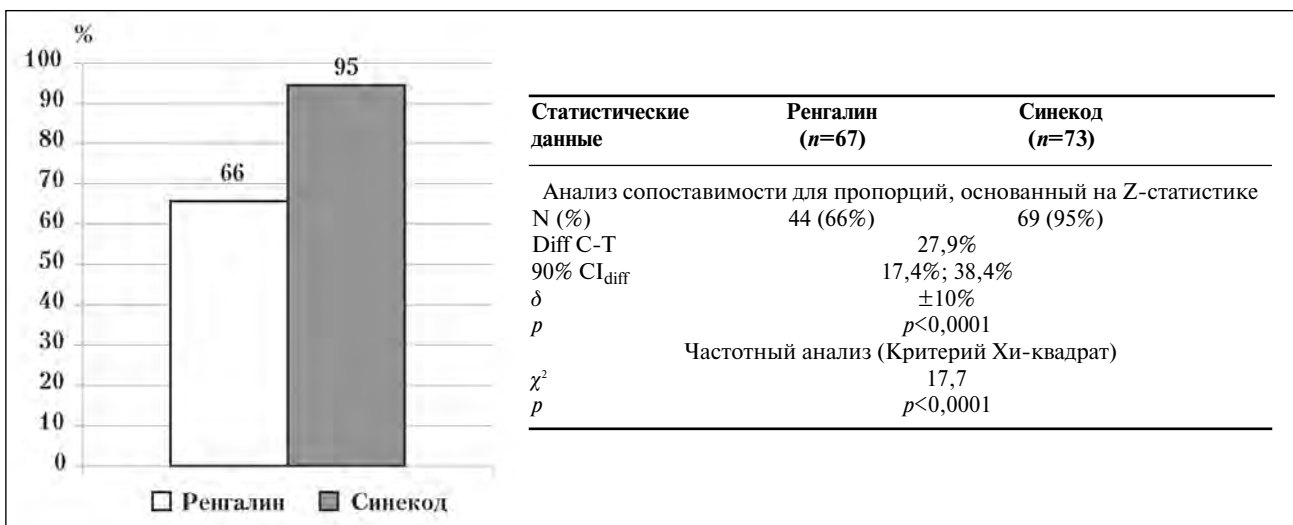 %
100
90
80
70
60
50
40
30
20
10
0
66
95
Ренгалин Синекод
Статистические Ренгалин Синекод
данные (n=67) (n=73)
Анализ сопоставимости для пропорций, основанный на Z-статистике
N (%) 44 (66%) 69 (95%)
Diff C-T 27,9%
90% CIdiff 17,4%; 38,4%
δ ±10%
p p<0,0001
Частотный анализ (Критерий Хи-квадрат)
χ² 17,7
p p<0,0001